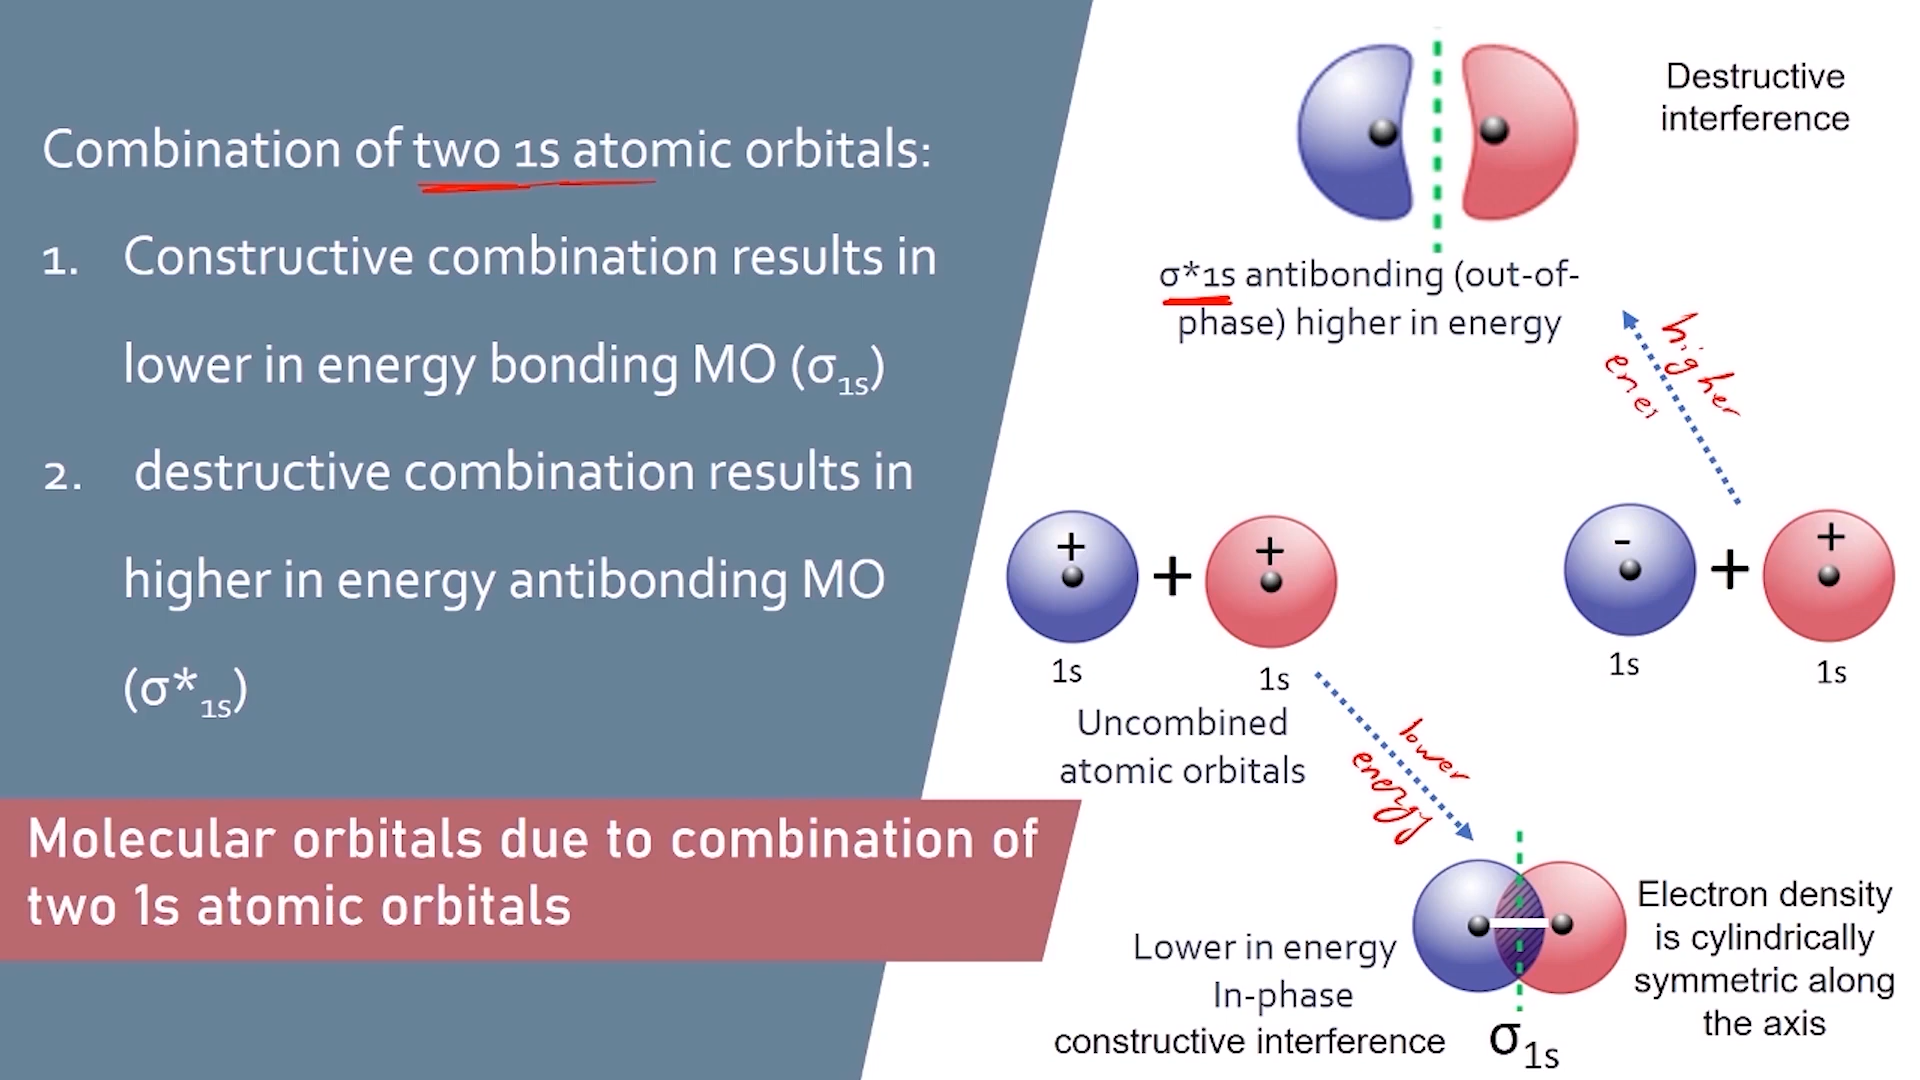 Combination of two 1s atomic orbitals:
1. Constructive combination results in
lower in energy bonding MO (σ1s)
2. destructive combination results in
higher in energy antibonding MO
(σ*1s)
Molecular orbitals due to combination of
two 1s atomic orbitals
Destructive
interference
σ*1s antibonding (out-of-
phase) higher in energy
higher
ener
+
+
+
1s
1s
Uncombined
atomic orbitals
-
+
+
1s
1s
lower
energy
Lower in energy
In-phase
constructive interference
σ1s
Electron density
is cylindrically
symmetric along
the axis